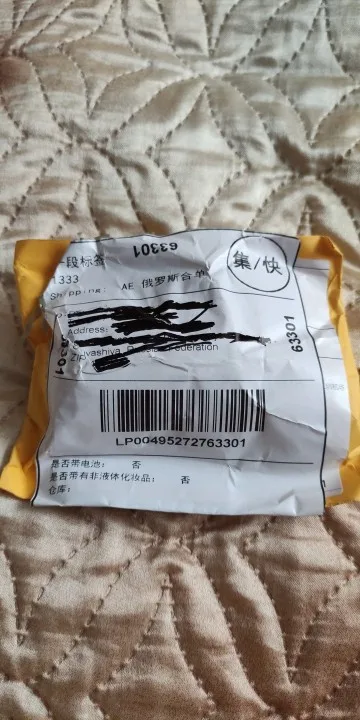 一段标签
63301
集/快
1333
Shipping: AE 俄罗斯合单
Address:
63301
Federation
LP00495272763301
是否带电池： 否
是否带有非液体化妆品： 否
仓库：